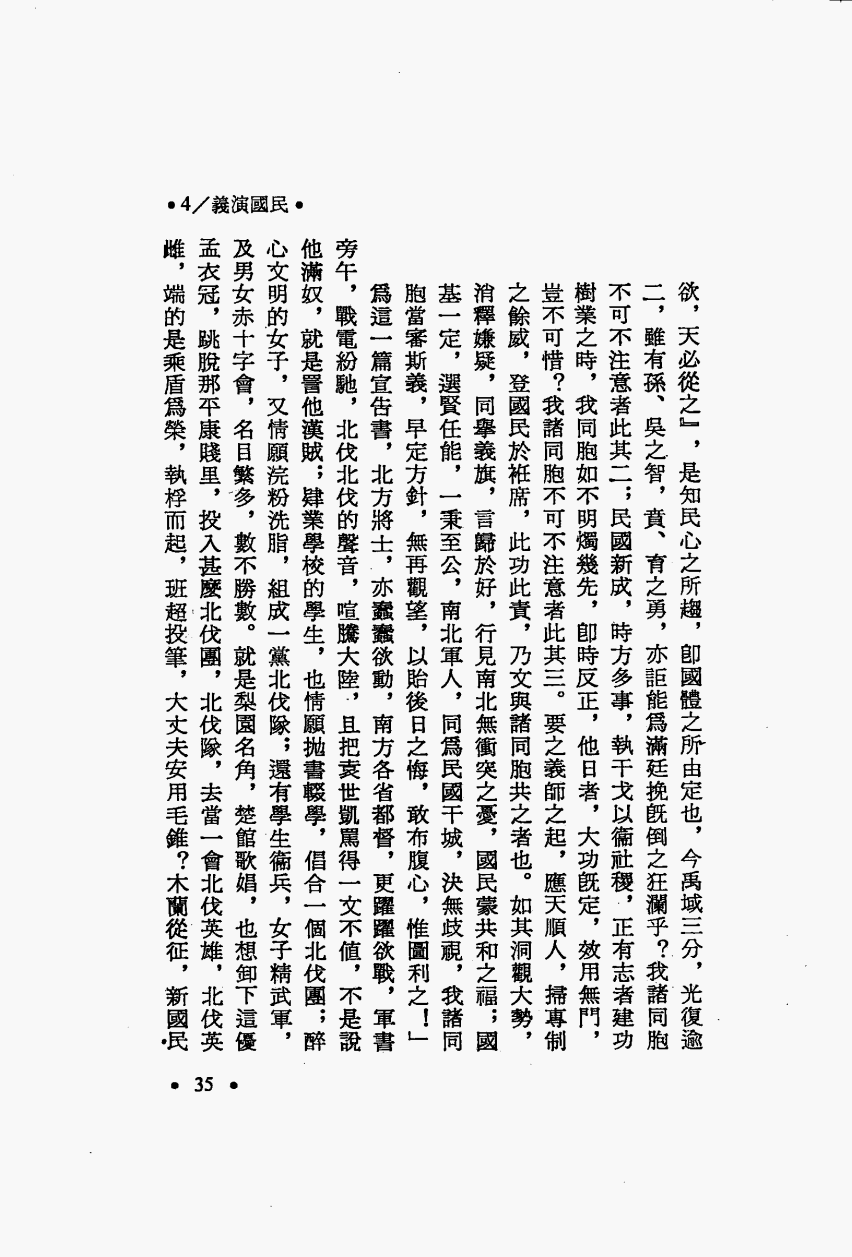 •民國演義/4•
欲，天必從之』，是知民心之所趨，卽國體之所由定也，今禹域三分，光復逾
二，雖有孫、吳之智，賁、育之勇，亦詎能爲滿廷挽旣倒之狂瀾乎？我諸同胞
不可不注意者此其二；民國新成，時方多事，執干戈以衞社稷，正有志者建功
樹業之時，我同胞如不明燭幾先，卽時反正，他日者，大功旣定，效用無門，
豈不可惜？我諸同胞不可不注意者此其三。要之義師之起，應天順人，掃專制
之餘威，登國民於袵席，此功此責，乃文與諸同胞共之者也。如其洞觀大勢，
消釋嫌疑，同舉義旗，言歸於好，行見南北無衝突之憂，國民蒙共和之福；國
基一定，選賢任能，一秉至公，南北軍人，同爲民國干城，決無歧視，我諸同
胞當審斯義，早定方針，無再觀望，以貽後日之悔，敢布腹心，惟圖利之！」
爲這一篇宣告書，北方將士，亦蠢蠢欲動，南方各省都督，更躍躍欲戰，軍書
旁午，戰電紛馳，北伐北伐的聲音，喧騰大陸，且把袁世凱罵得一文不值，不是說
他滿奴，就是詈他漢賊；肄業學校的學生，也情願拋書輟學，倡合一個北伐團；醉
心文明的女子，又情願浣粉洗脂，組成一黨北伐隊；還有學生衞兵，女子精武軍，
及男女赤十字會，名目繁多，數不勝數。就是梨園名角，楚館歌娼，也想卸下這優
孟衣冠，跳脫那平康賤里，投入甚麼北伐團，北伐隊，去當一會北伐英雄，北伐英
雌，端的是乘盾爲榮，執桴而起，班超投筆，大丈夫安用毛錐？木蘭從征，新國民
• 35 •